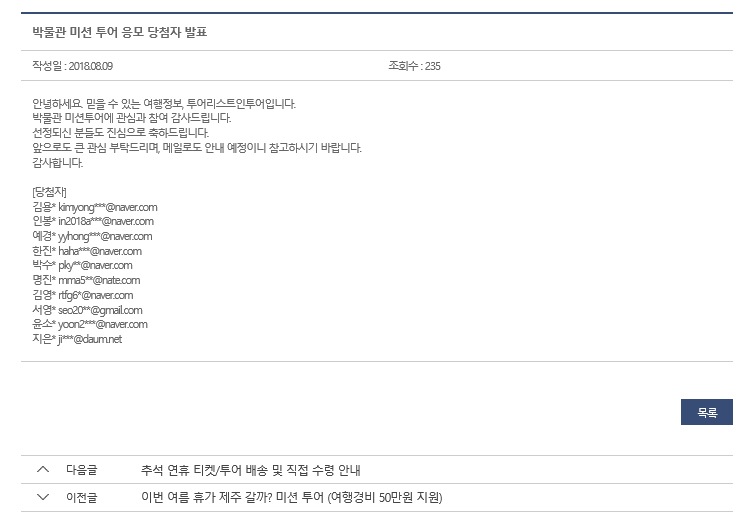 박물관 미션 투어 응모 당첨자 발표
작성일 : 2018.08.09 조회수 : 235
안녕하세요. 믿을 수 있는 여행정보, 투어리스트인투어입니다.
박물관 미션투어에 관심과 참여 감사드립니다.
선정되신 분들도 진심으로 축하드립니다.
앞으로도 큰 관심 부탁드리며, 메일로도 안내 예정이니 참고하시기 바랍니다.
감사합니다.
[당첨자]
김용* kimyong***@naver.com
인봉* in2018a***@naver.com
예경* yyhong***@naver.com
한진* haha***@naver.com
박수* pky**@naver.com
명진* mma5**@nate.com
김영* rtfg6*@naver.com
서영* seo20**@gmail.com
윤소* yoon2***@naver.com
지은* ji***@daum.net
목록
다음글 추석 연휴 티켓/투어 배송 및 직접 수령 안내
이전글 이번 여름 휴가 제주 갈까? 미션 투어 (여행경비 50만원 지원)